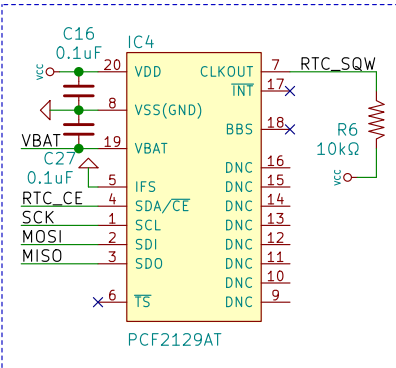 C16
0.1uF
IC4
VCC
20
VDD
CLKOUT
7
RTC_SQW
INT
17
8
VSS(GND)
BBS
18
R6
10kΩ
VBAT
19
VBAT
C27
0.1uF
DNC
16
VCC
5
IFS
DNC
15
RTC_CE
4
SDA/CE
DNC
14
SCK
1
SCL
DNC
13
MOSI
2
SDI
DNC
12
MISO
3
SDO
DNC
11
DNC
10
6
TS
DNC
9
PCF2129AT